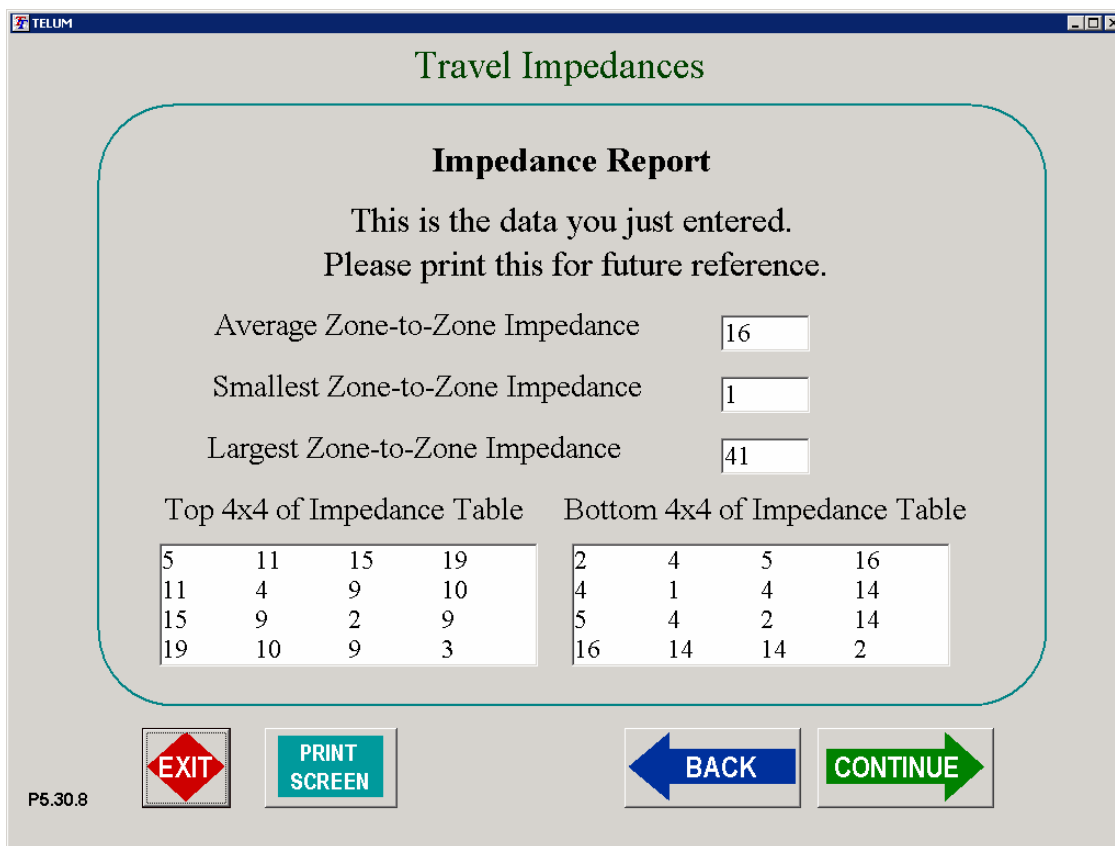 TELUM
Travel Impedances
Impedance Report
This is the data you just entered.
Please print this for future reference.
Average Zone-to-Zone Impedance 16
Smallest Zone-to-Zone Impedance 1
Largest Zone-to-Zone Impedance 41
Top 4x4 of Impedance Table Bottom 4x4 of Impedance Table
5 11 15 19 2 4 5 16
11 4 9 10 4 1 4 14
15 9 2 9 5 4 2 14
19 10 9 3 16 14 14 2
EXIT PRINT SCREEN BACK CONTINUE
P5.30.8